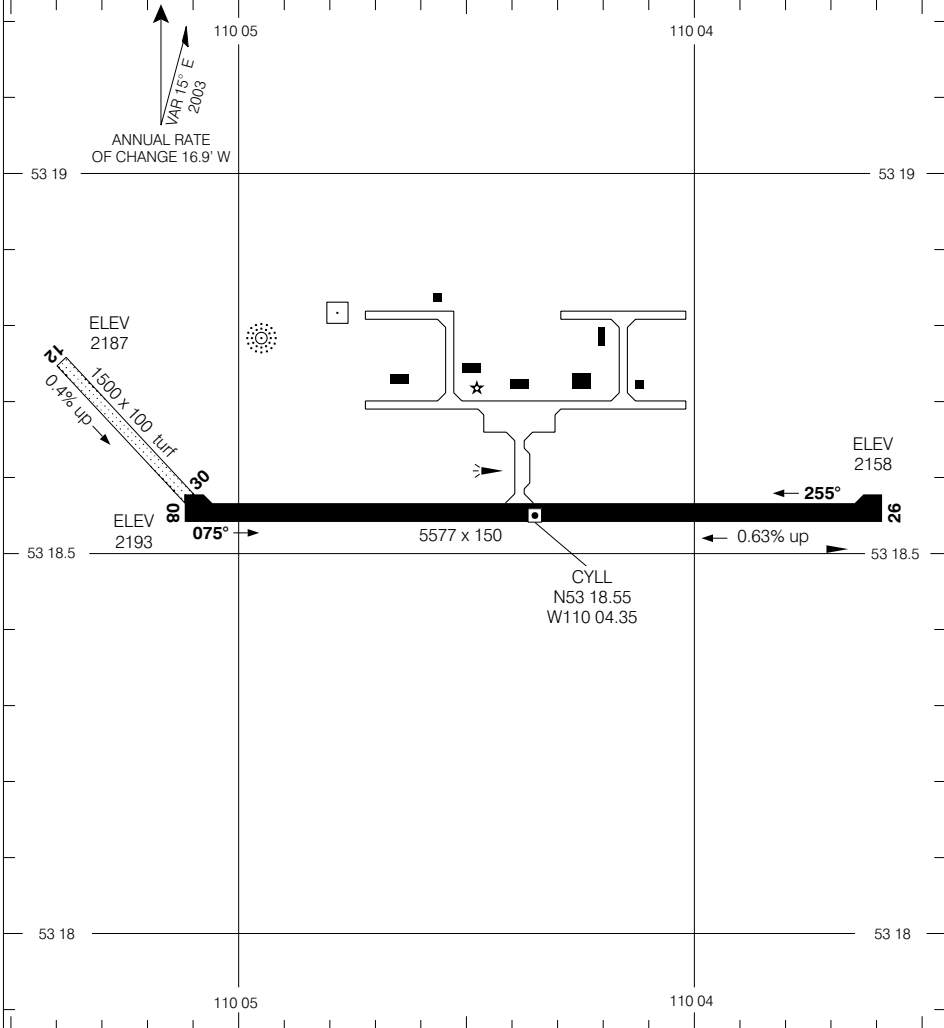 110 05
110 04
VAR 15° E
2003
ANNUAL RATE
OF CHANGE 16.9' W
53 19
53 19
ELEV
2187
12
1500 x 100 turf
0.4% up
30
ELEV
2158
08
26
255°
ELEV
2193
075°
5577 x 150
0.63% up
53 18.5
53 18.5
CYLL
N53 18.55
W110 04.35
53 18
53 18
110 05
110 04